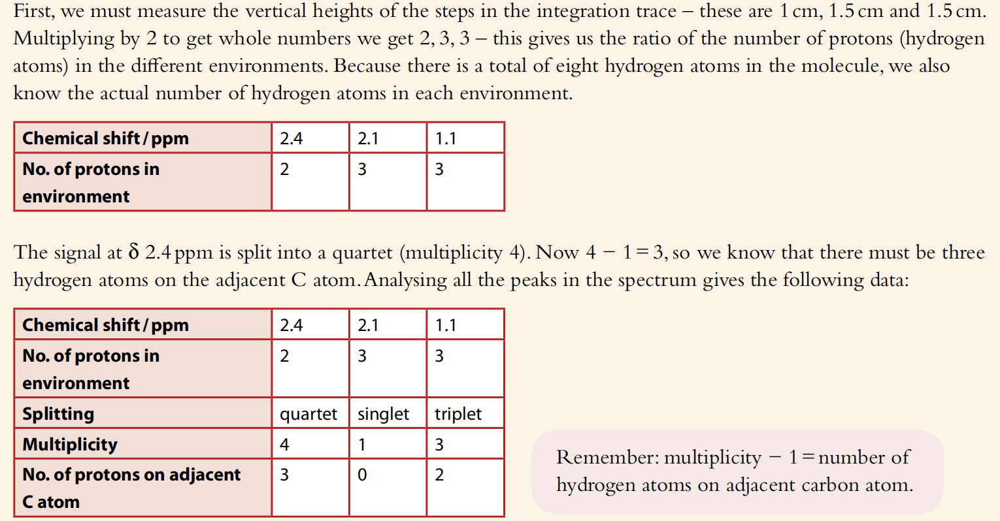 First, we must measure the vertical heights of the steps in the integration trace – these are 1 cm, 1.5 cm and 1.5 cm.
Multiplying by 2 to get whole numbers we get 2, 3, 3 – this gives us the ratio of the number of protons (hydrogen
atoms) in the different environments. Because there is a total of eight hydrogen atoms in the molecule, we also
know the actual number of hydrogen atoms in each environment.
Chemical shift / ppm 2.4 2.1 1.1
No. of protons in 2 3 3
environment
The signal at δ 2.4 ppm is split into a quartet (multiplicity 4). Now 4 − 1 = 3, so we know that there must be three
hydrogen atoms on the adjacent C atom. Analysing all the peaks in the spectrum gives the following data:
Chemical shift / ppm 2.4 2.1 1.1
No. of protons in 2 3 3
environment
Splitting quartet singlet triplet
Multiplicity 4 1 3
No. of protons on adjacent 3 0 2
C atom
Remember: multiplicity − 1 = number of
hydrogen atoms on adjacent carbon atom.